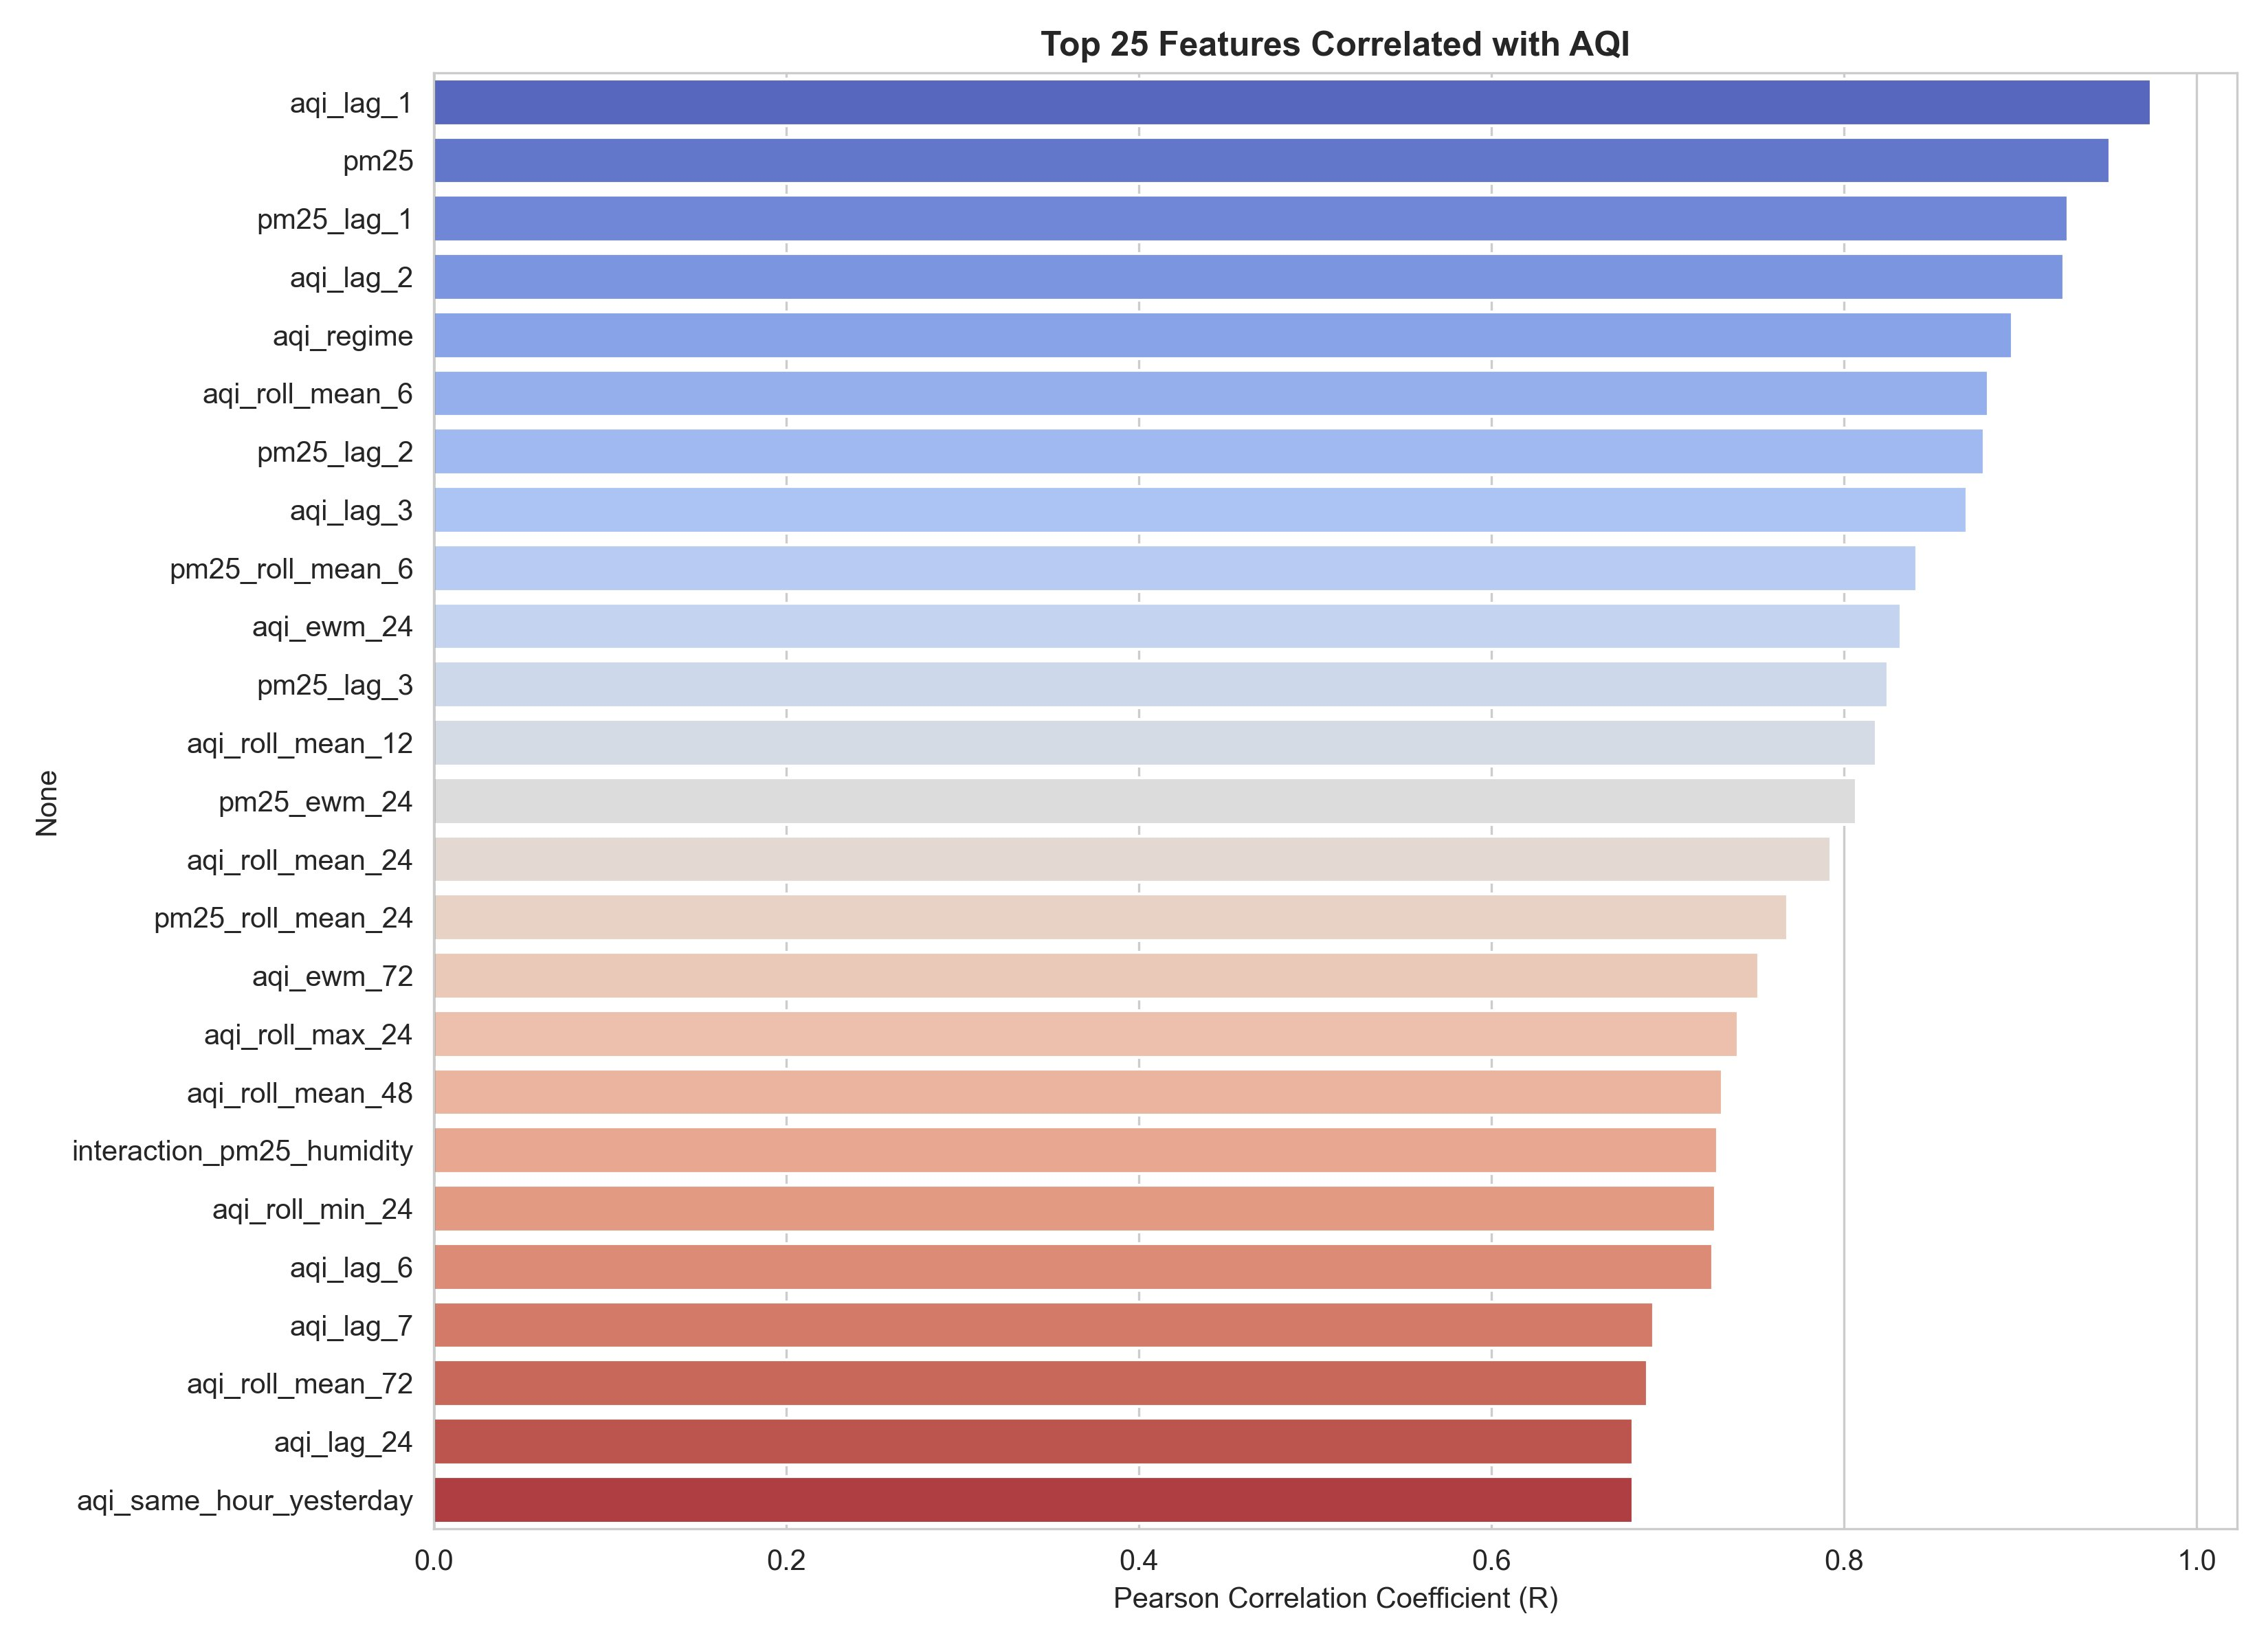 Top 25 Features Correlated with AQI
aqi_lag_1
pm25
pm25_lag_1
aqi_lag_2
aqi_regime
aqi_roll_mean_6
pm25_lag_2
aqi_lag_3
pm25_roll_mean_6
aqi_ewm_24
pm25_lag_3
aqi_roll_mean_12
pm25_ewm_24
aqi_roll_mean_24
pm25_roll_mean_24
aqi_ewm_72
aqi_roll_max_24
aqi_roll_mean_48
interaction_pm25_humidity
aqi_roll_min_24
aqi_lag_6
aqi_lag_7
aqi_roll_mean_72
aqi_lag_24
aqi_same_hour_yesterday
None
0.0 0.2 0.4 0.6 0.8 1.0
Pearson Correlation Coefficient (R)